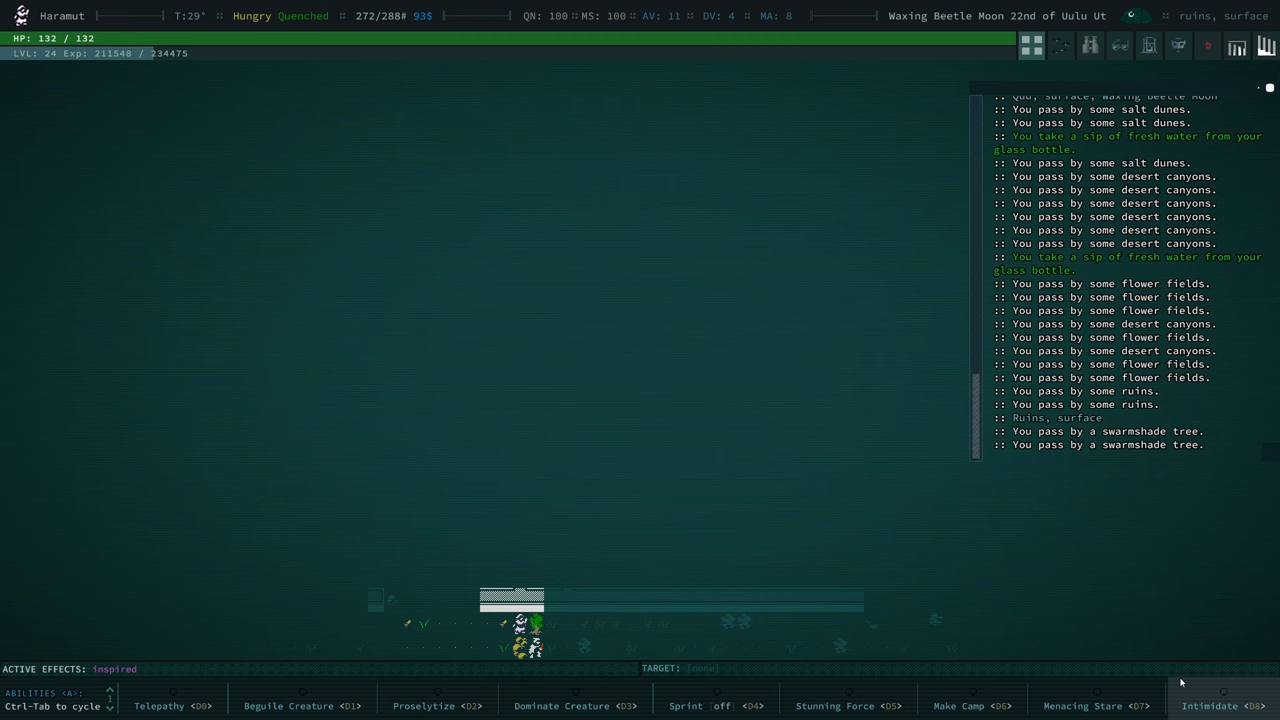 Haramut T:29° :: Hungry Quenched :: 272/288# 93$ QN: 100 :: MS: 100 :: AV: 11 :: DV: 4 :: MA: 8 Waxing Beetle Moon 22nd of Uulu Ut :: ruins, surface
HP: 132 / 132
LVL: 24 Exp: 211548 / 234475
:: Qud, surface, Waxing Beetle Moon
:: You pass by some salt dunes.
:: You pass by some salt dunes.
:: You take a sip of fresh water from your
glass bottle.
:: You pass by some salt dunes.
:: You pass by some desert canyons.
:: You pass by some desert canyons.
:: You pass by some desert canyons.
:: You pass by some desert canyons.
:: You pass by some desert canyons.
:: You pass by some desert canyons.
:: You take a sip of fresh water from your
glass bottle.
:: You pass by some flower fields.
:: You pass by some flower fields.
:: You pass by some flower fields.
:: You pass by some desert canyons.
:: You pass by some flower fields.
:: You pass by some desert canyons.
:: You pass by some flower fields.
:: You pass by some flower fields.
:: You pass by some ruins.
:: You pass by some ruins.
:: Ruins, surface
:: You pass by a swarmshade tree.
:: You pass by a swarmshade tree.
ACTIVE EFFECTS: inspired TARGET: [none]
ABILITIES <A>: 1
Ctrl-Tab to cycle Telepathy <D0> Beguile Creature <D1> Proselytize <D2> Dominate Creature <D3> Sprint [off] <D4> Stunning Force <D5> Make Camp <D6> Menacing Stare <D7> Intimidate <D8>